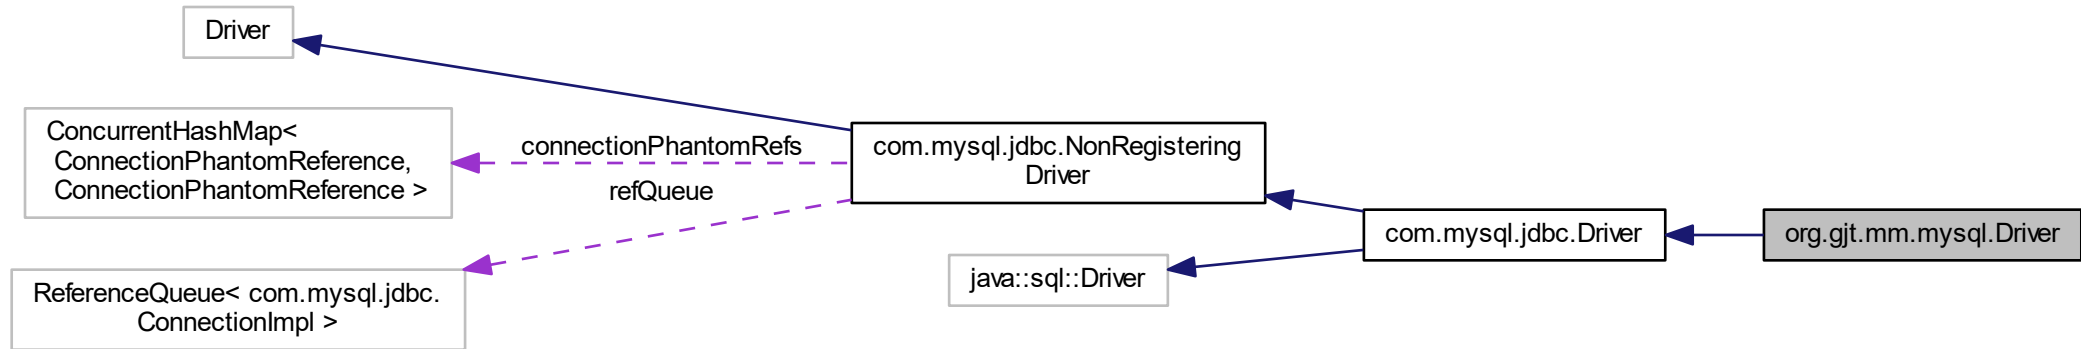 Driver
ConcurrentHashMap<
ConnectionPhantomReference,
ConnectionPhantomReference >
connectionPhantomRefs
refQueue
com.mysql.jdbc.NonRegistering
Driver
ReferenceQueue< com.mysql.jdbc.
ConnectionImpl >
java::sql::Driver
com.mysql.jdbc.Driver
org.gjt.mm.mysql.Driver